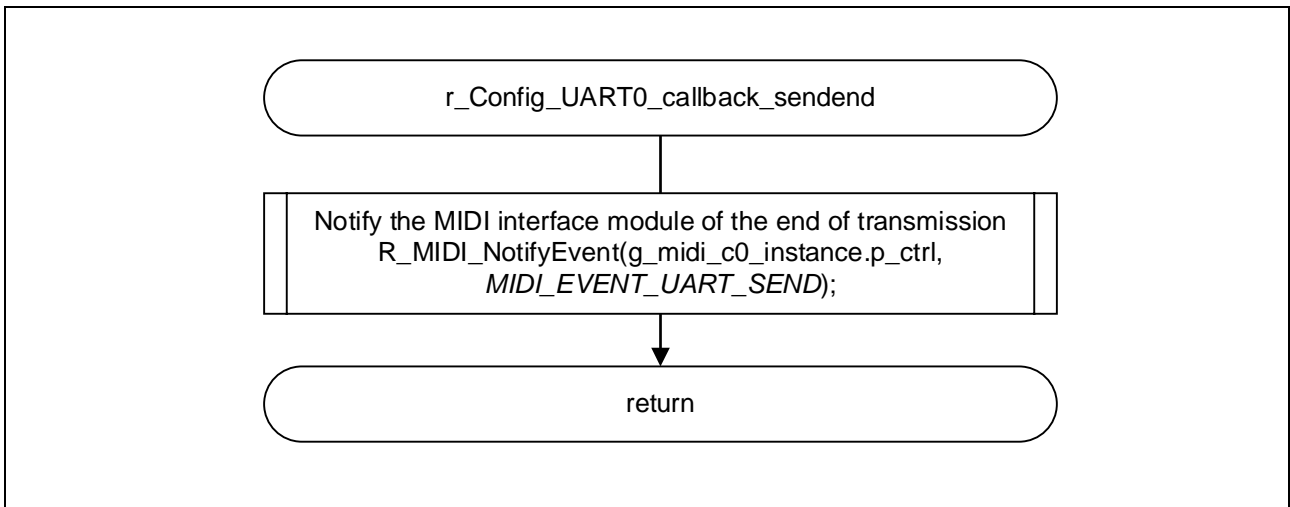 r_Config_UART0_callback_sendend
Notify the MIDI interface module of the end of transmission
R_MIDI_NotifyEvent(g_midi_c0_instance.p_ctrl,
MIDI_EVENT_UART_SEND);
return